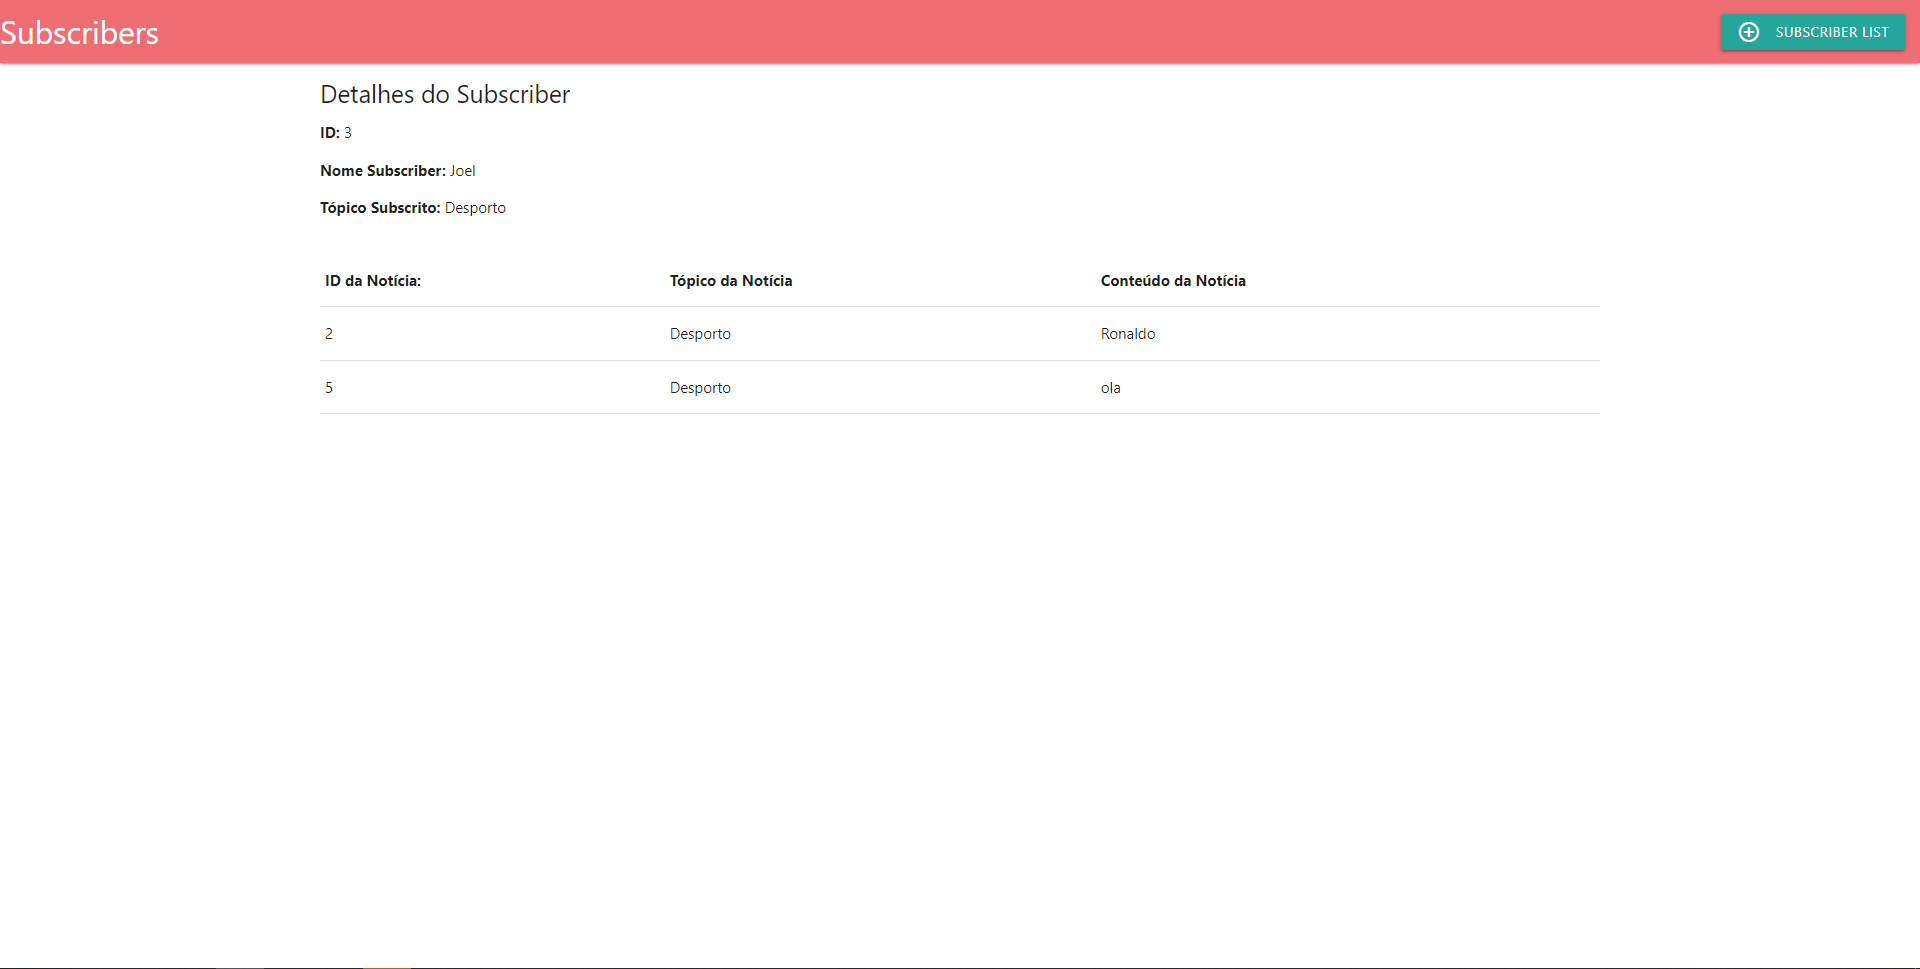 Subscribers
SUBSCRIBER LIST
Detalhes do Subscriber
ID: 3
Nome Subscriber: Joel
Tópico Subscrito: Desporto
ID da Notícia: Tópico da Notícia Conteúdo da Notícia
2 Desporto Ronaldo
5 Desporto ola